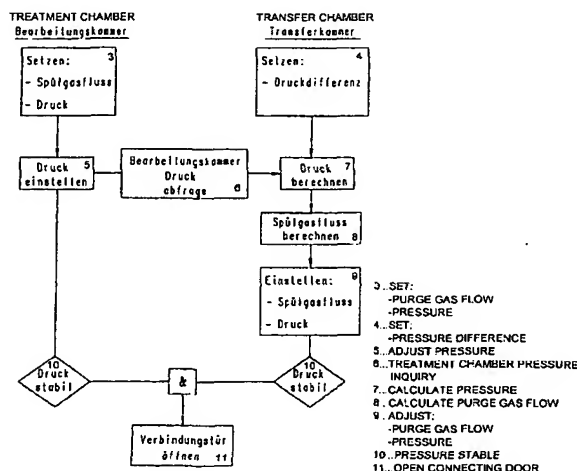 TREATMENT CHAMBER
Bearbeitungskammer
TRANSFER CHAMBER
Transferkammer
3
Setzen:
- Spülgasfluss
- Druck
4
Setzen:
- Druckdifferenz
Druck 5
einstellen
Bearbeitungskammer
Druck
abfrage
6
Druck 7
berechnen
Spülgasfluss
berechnen 8
9
Einstellen:
- Spülgasfluss
- Druck
10
Druck
stabil
&
10
Druck
stabil
Verbindungstür
öffnen 11
3..SET:
-PURGE GAS FLOW
-PRESSURE
4...SET:
-PRESSURE DIFFERENCE
5...ADJUST PRESSURE
6...TREATMENT CHAMBER PRESSURE
INQUIRY
7...CALCULATE PRESSURE
8. CALCULATE PURGE GAS FLOW
9. ADJUST:
-PURGE GAS FLOW
-PRESSURE
10...PRESSURE STABLE
11... OPEN CONNECTING DOOR